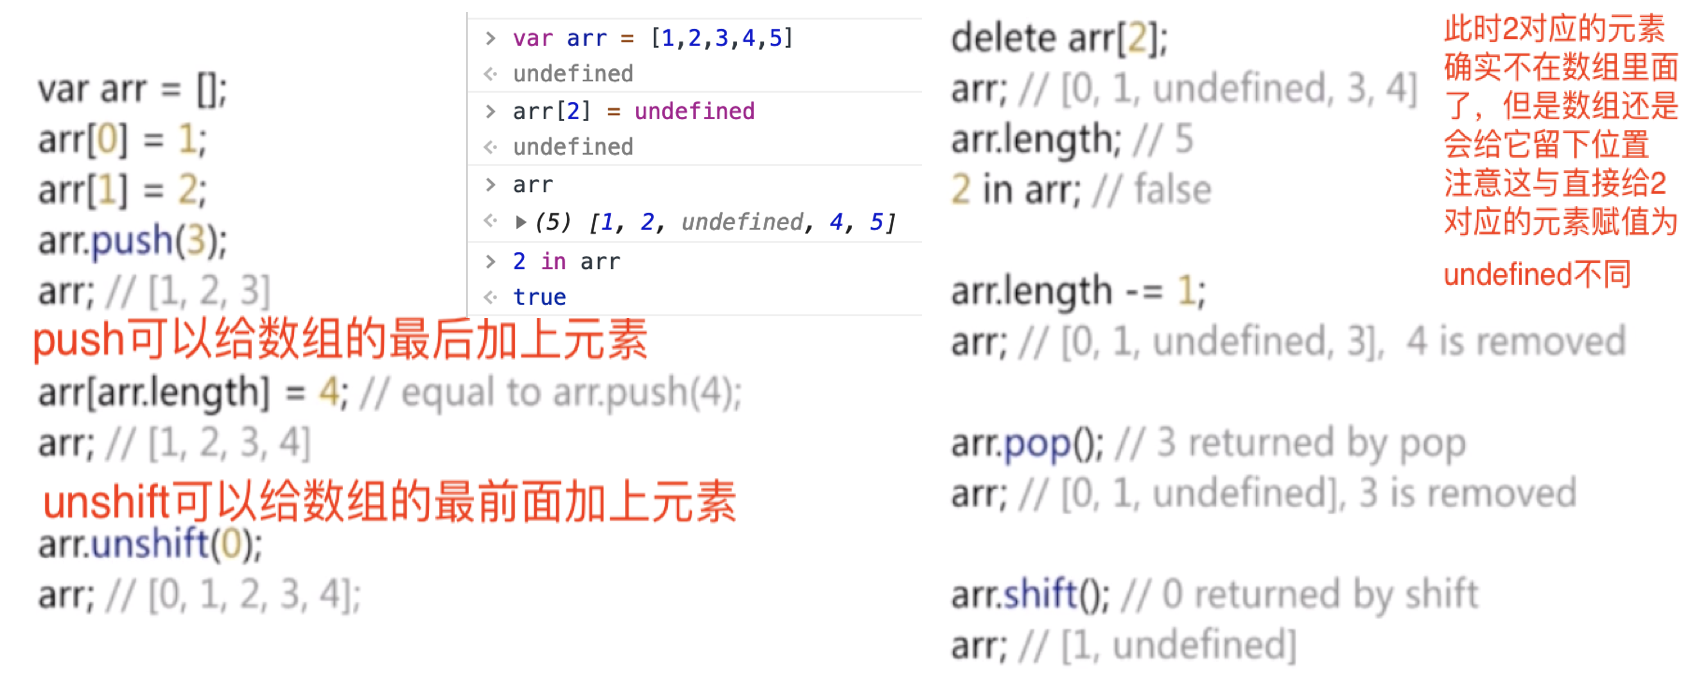 var arr = [];
arr[0] = 1;
arr[1] = 2;
arr.push(3);
arr; // [1, 2, 3]
push可以给数组的最后加上元素
arr[arr.length] = 4; // equal to arr.push(4);
arr; // [1, 2, 3, 4]
unshift可以给数组的最前面加上元素
arr.unshift(0);
arr; // [0, 1, 2, 3, 4];
> var arr = [1,2,3,4,5]
< undefined
> arr[2] = undefined
< undefined
> arr
< ▶ (5) [1, 2, undefined, 4, 5]
> 2 in arr
< true
delete arr[2];
arr; // [0, 1, undefined, 3, 4]
arr.length; // 5
2 in arr; // false
arr.length -= 1;
arr; // [0, 1, undefined, 3], 4 is removed
arr.pop(); // 3 returned by pop
arr; // [0, 1, undefined], 3 is removed
arr.shift(); // 0 returned by shift
arr; // [1, undefined]
此时2对应的元素
确实不在数组里面
了，但是数组还是
会给它留下位置
注意这与直接给2
对应的元素赋值为
undefined不同